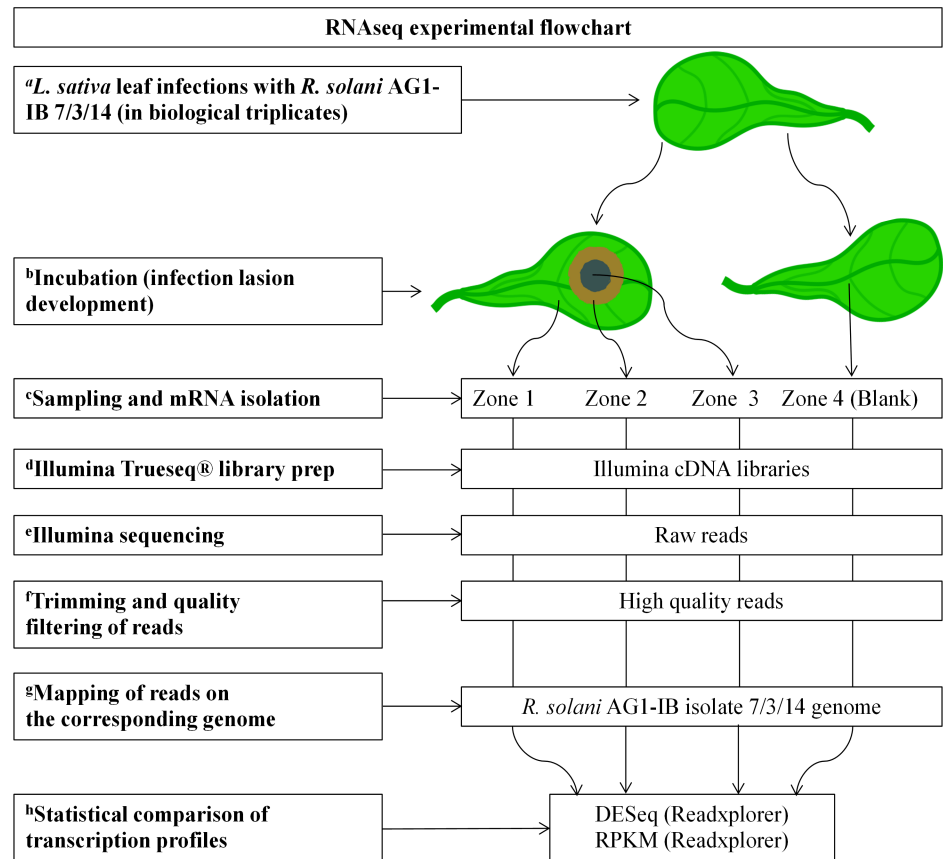 RNAseq experimental flowchart
ᵃL. sativa leaf infections with R. solani AG1-
IB 7/3/14 (in biological triplicates)
ᵇIncubation (infection lasion
development)
ᶜSampling and mRNA isolation
Zone 1 Zone 2 Zone 3 Zone 4 (Blank)
ᵈIllumina Trueseq® library prep
Illumina cDNA libraries
ᵉIllumina sequencing
Raw reads
ᶠTrimming and quality
filtering of reads
High quality reads
ᵍMapping of reads on
the corresponding genome
R. solani AG1-IB isolate 7/3/14 genome
ʰStatistical comparison of
transcription profiles
DESeq (Readxplorer)
RPKM (Readxplorer)